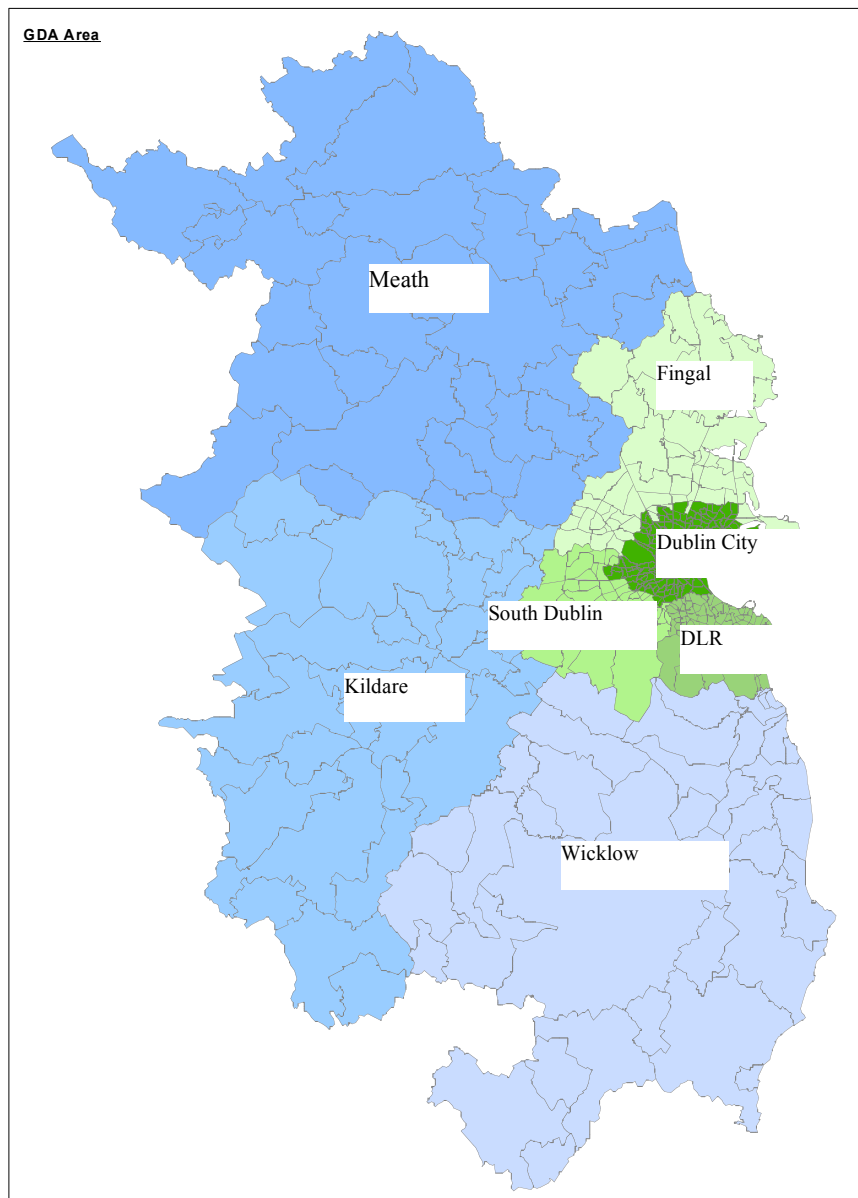 GDA Area
Meath
Fingal
Dublin City
South Dublin
DLR
Kildare
Wicklow